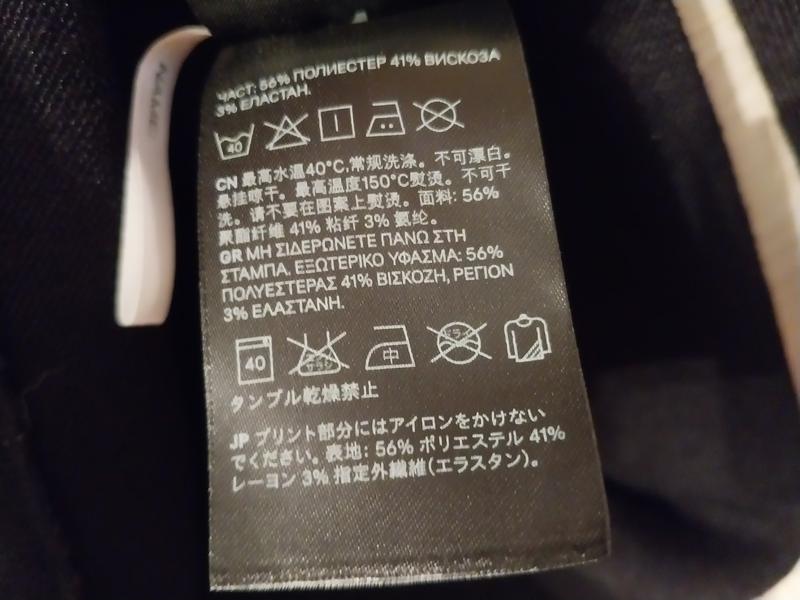 ЧАСТ: 56% ПОЛИЕСТЕР 41% ВИСКОЗА
3% ЕЛАСТАН.
40
CN 最高水温40°C,常规洗涤。不可漂白。
悬挂晾干。最高温度150°C熨烫。不可干
洗。请不要在图案上熨烫。面料: 56%
聚酯纤维 41% 粘纤 3% 氨纶。
GR ΜΗ ΣΙΔΕΡΩΝΕΤΕ ΠΑΝΩ ΣΤΗ
ΣΤΑΜΠΑ. ΕΞΩΤΕΡΙΚΟ ΥΦΑΣΜΑ: 56%
ΠΟΛΥΕΣΤΕΡΑΣ 41% ΒΙΣΚΟΖΗ, ΡΕΓΙΟΝ
3% ΕΛΑΣΤΑΝΗ.
40 サラシ 中 ドライ
タンブル乾燥禁止
JP プリント部分にはアイロンをかけない
でください。表地: 56% ポリエステル 41%
レーヨン 3% 指定外繊維(エラスタン)。